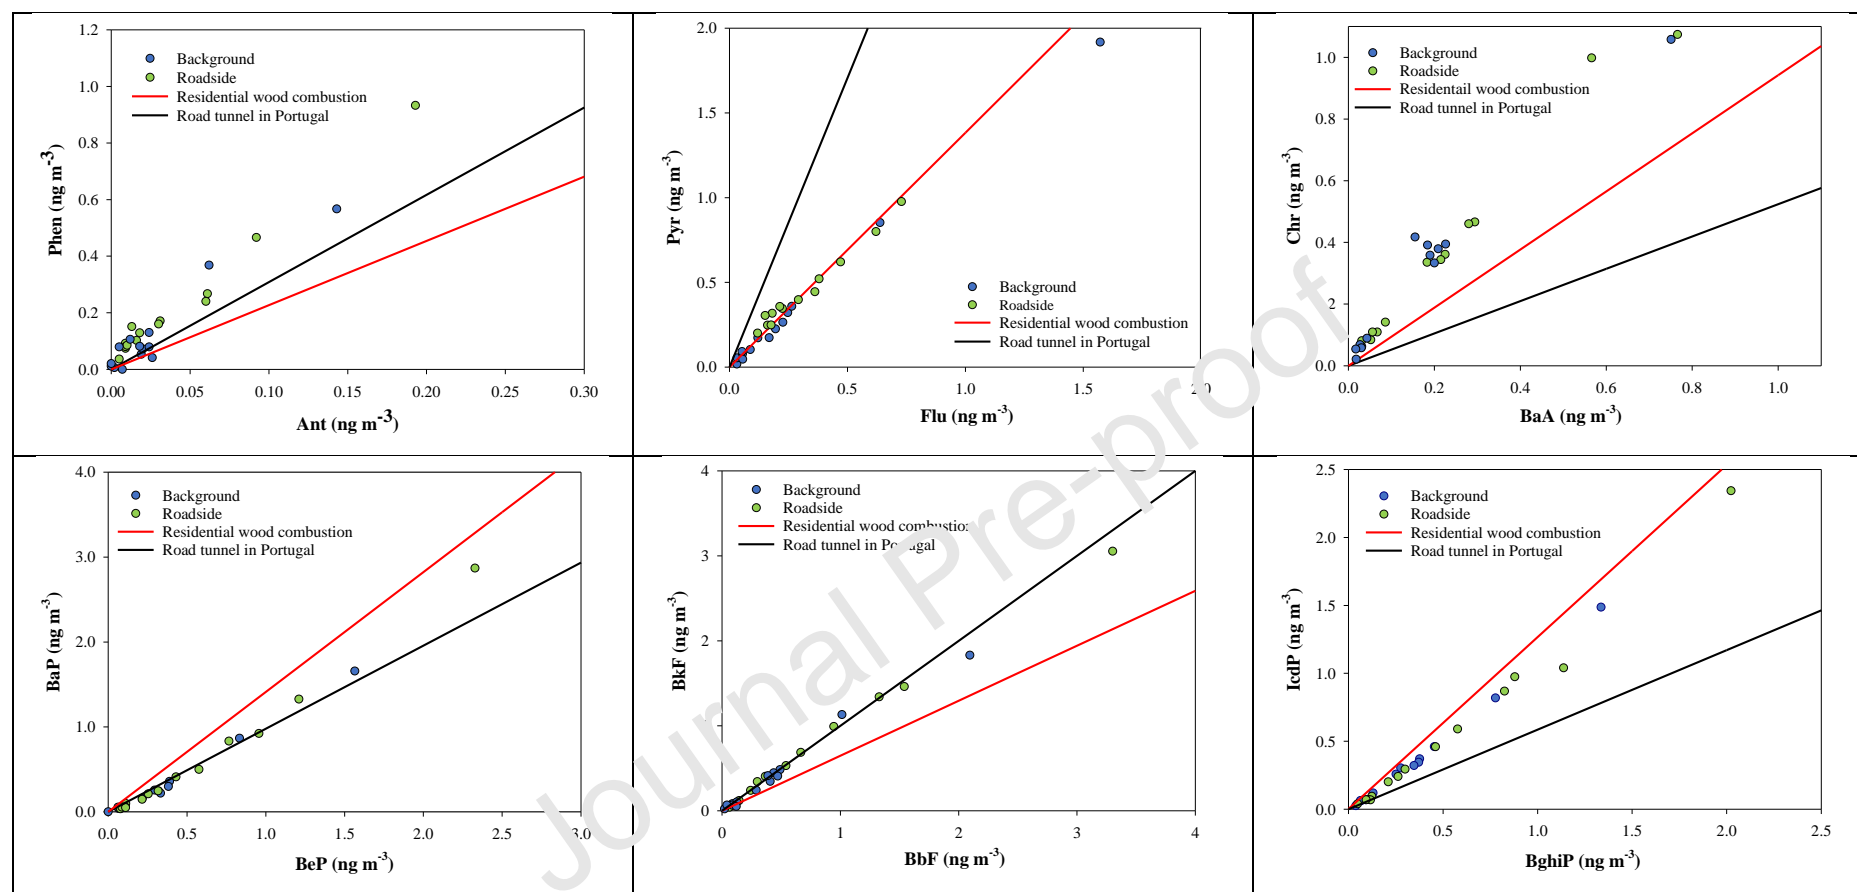 1.2
1.0
0.8
0.6
0.4
0.2
0.0
Phen (ng m-3)
Background
Roadside
Residential wood combustion
Road tunnel in Portugal
0.00 0.05 0.10 0.15 0.20 0.30
Ant (ng m-3)
2.0
1.5
1.0
0.5
0.0
Pyr (ng m-3)
Background
Roadside
Residential wood combustion
Road tunnel in Portugal
0.0 0.5 1.0 1.5 2.0
Flu (ng m-3)
1.0
0.8
0.6
0.4
0.2
0.0
Chr (ng m-3)
Background
Roadside
Residentail wood combustion
Road tunnel in Portugal
0.0 0.2 0.4 0.6 0.8 1.0
BaA (ng m-3)
4.0
3.0
2.0
1.0
0.0
BaP (ng m-3)
Background
Roadside
Residential wood combustion
Road tunnel in Portugal
0.0 0.5 1.0 1.5 2.0 2.5 3.0
BeP (ng m-3)
4
3
2
0
BkF (ng m-3)
Background
Roadside
Residential wood combustion
Road tunnel in Portugal
0 1 2 3 4
BbF (ng m-3)
2.5
2.0
1.5
1.0
0.5
0.0
IcdP (ng m-3)
Background
Roadside
Residential wood combustion
Road tunnel in Portugal
0.0 0.5 1.0 1.5 2.0 2.5
BghiP (ng m-3)
Journal Pre-proof